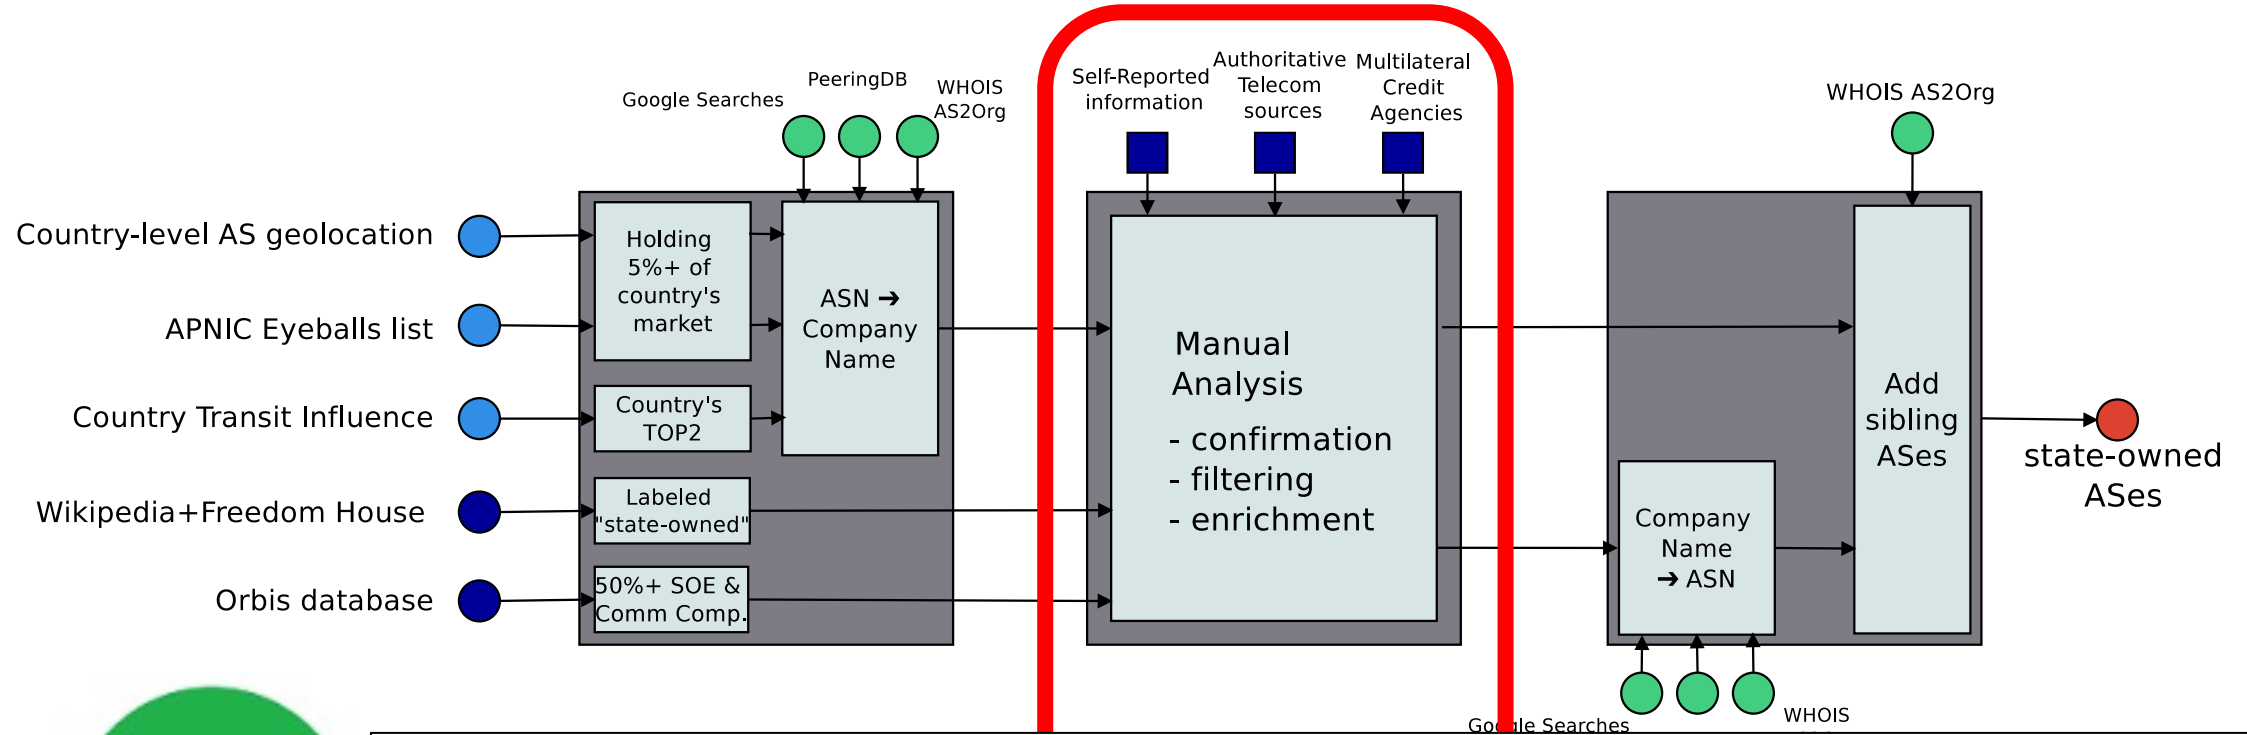 PeeringDB
Google Searches
WHOIS
AS2Org
Self-Reported
information
Authoritative
Telecom
sources
Multilateral
Credit
Agencies
WHOIS AS2Org
Country-level AS geolocation
APNIC Eyeballs list
Country Transit Influence
Wikipedia+Freedom House
Orbis database
Holding
5%+ of
country's
market
Country's
TOP2
Labeled
"state-owned"
50%+ SOE &
Comm Comp.
ASN ➔
Company
Name
Manual
Analysis
- confirmation
- filtering
- enrichment
Company
Name
➔ ASN
Add
sibling
ASes
state-owned
ASes
Google Searches
WHOIS